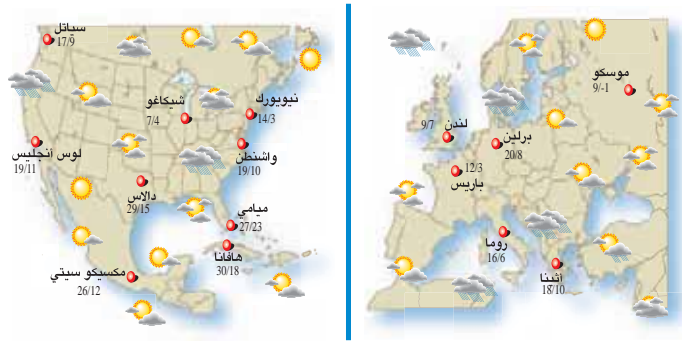 سياتل
17/9
شيكاغو
7/4
نيويورك
14/3
لوس أنجليس
19/11
واشنطن
19/10
دالاس
29/15
ميامي
27/23
هافانا
30/18
مكسيكو سيتي
26/12
موسكو
9/-1
لندن
9/7
برلين
20/8
12/3
باريس
روما
16/6
أثينا
18/10